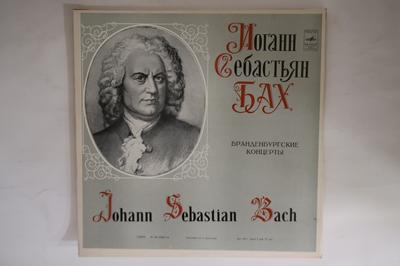 Иоганн
Себастьян
БАХ
БРАНДЕНБУРГСКИЕ
КОНЦЕРТЫ
Johann Sebastian Bach